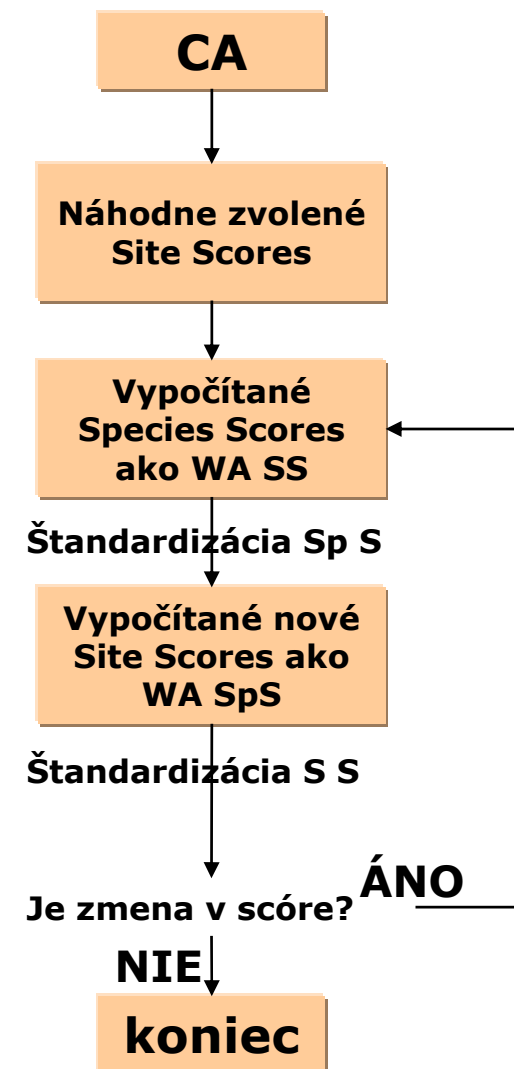 CA
Náhodne zvolené
Site Scores
Vypočítané
Species Scores
ako WA SS
Štandardizácia Sp S
Vypočítané nové
Site Scores ako
WA SpS
Štandardizácia S S
Je zmena v scóre?
ÁNO
NIE
koniec